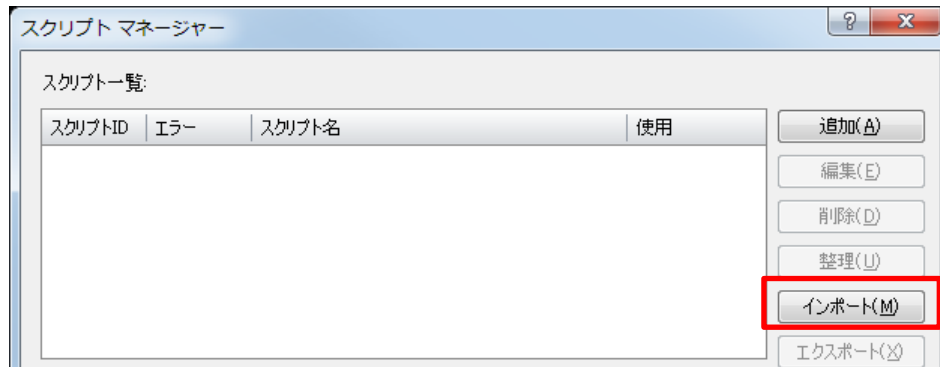 スクリプト マネージャー
スクリプト一覧:
スクリプトID エラー スクリプト名 使用
追加(A)
編集(E)
削除(D)
整理(U)
インポート(M)
エクスポート(X)